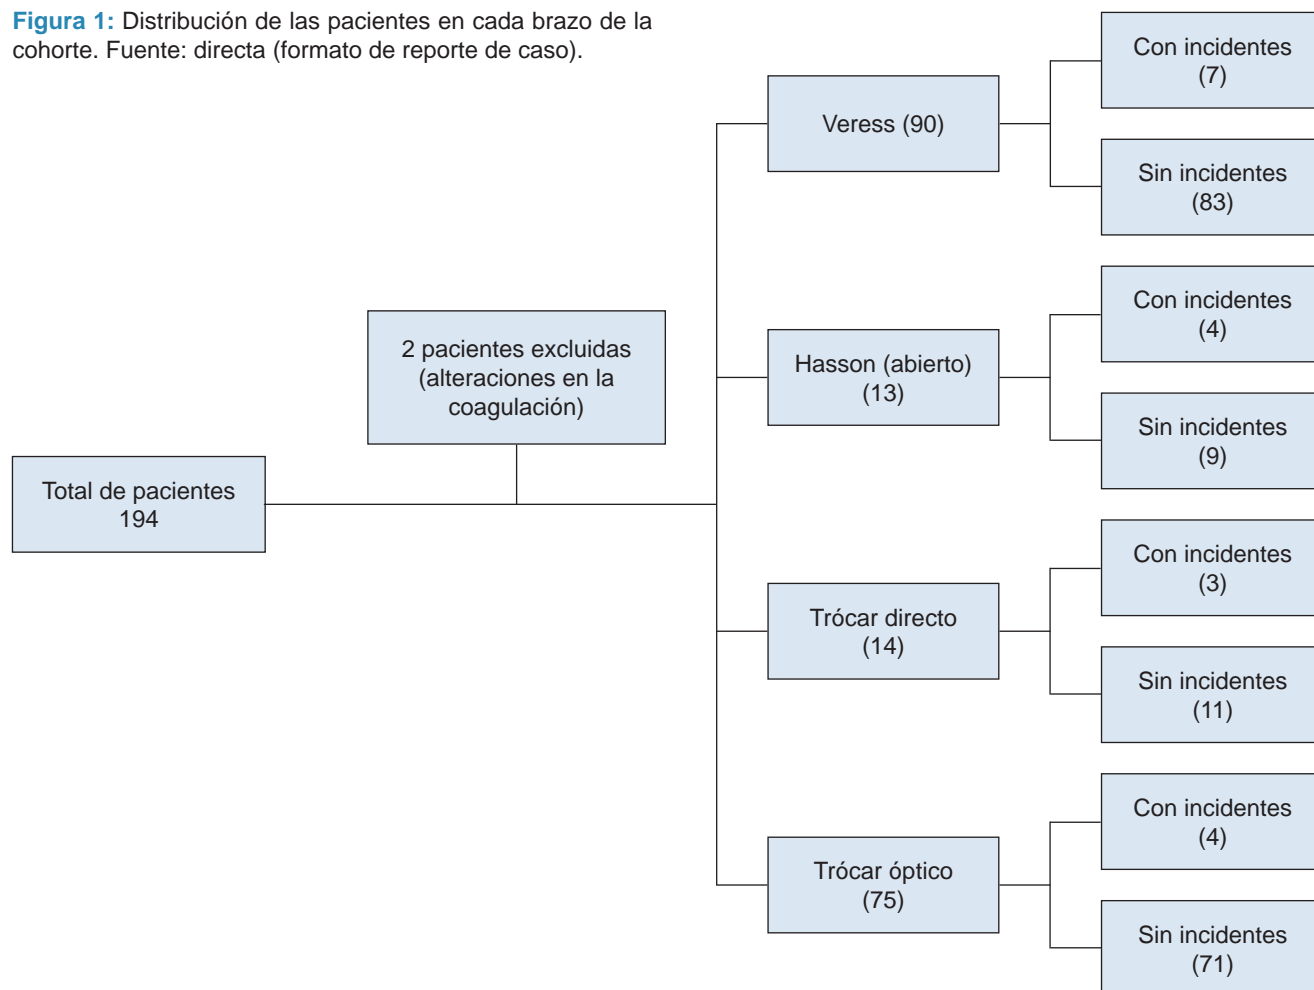 Figura 1: Distribución de las pacientes en cada brazo de la
cohorte. Fuente: directa (formato de reporte de caso).
Total de pacientes
194
2 pacientes excluidas
(alteraciones en la
coagulación)
Veress (90)
Con incidentes
(7)
Sin incidentes
(83)
Hasson (abierto)
(13)
Con incidentes
(4)
Sin incidentes
(9)
Trócar directo
(14)
Con incidentes
(3)
Sin incidentes
(11)
Trócar óptico
(75)
Con incidentes
(4)
Sin incidentes
(71)